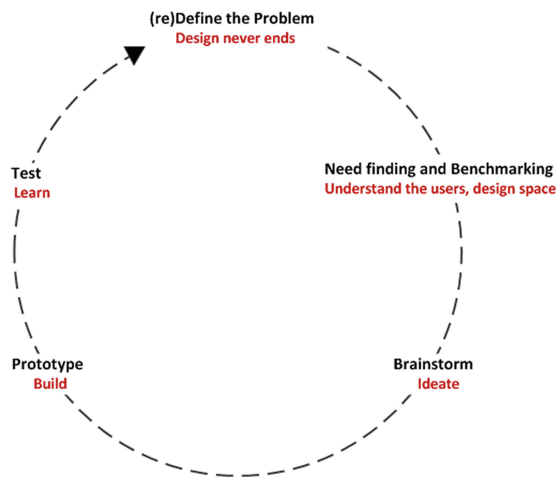 (re)Define the Problem
Design never ends
Need finding and Benchmarking
Understand the users, design space
Brainstorm
Ideate
Prototype
Build
Test
Learn